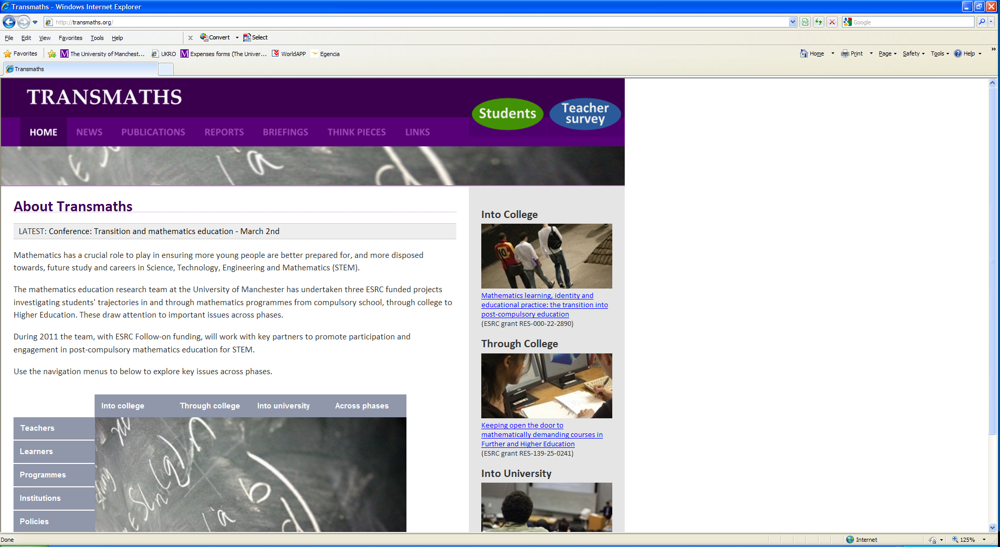 Transmaths - Windows Internet Explorer
http://transmaths.org/
Google
File Edit View Favorites Tools Help
x Convert Select
Favorites The University of Manchest... UKRO Expenses forms (The Univer... WorldAPP Egencia
Home Print Page Safety Tools Help »
Transmaths
TRANSMATHS
Students
Teacher
survey
HOME NEWS PUBLICATIONS REPORTS BRIEFINGS THINK PIECES LINKS
About Transmaths
LATEST: Conference: Transition and mathematics education - March 2nd
Mathematics has a crucial role to play in ensuring more young people are better prepared for, and more disposed
towards, future study and careers in Science, Technology, Engineering and Mathematics (STEM).
The mathematics education research team at the University of Manchester has undertaken three ESRC funded projects
investigating students' trajectories in and through mathematics programmes from compulsory school, through college to
Higher Education. These draw attention to important issues across phases.
During 2011 the team, with ESRC Follow-on funding, will work with key partners to promote participation and
engagement in post-compulsory mathematics education for STEM.
Use the navigation menus to below to explore key issues across phases.
Into college Through college Into university Across phases
Teachers
Learners
Programmes
Institutions
Policies
Into College
10
Mathematics learning, identity and
educational practice: the transition into
post-compulsory education
(ESRC grant RES-000-22-2890)
Through College
Keeping open the door to
mathematically demanding courses in
Further and Higher Education
(ESRC grant RES-139-25-0241)
Into University
Done
Internet
125%